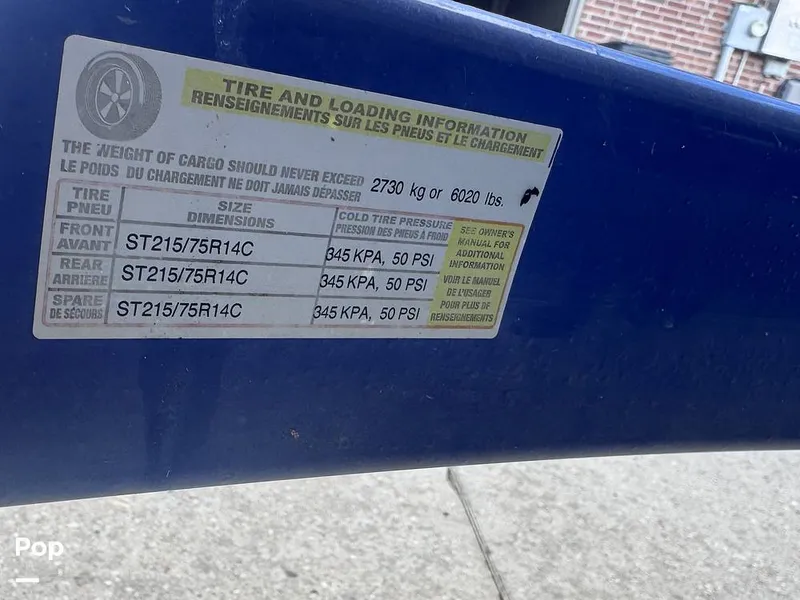 TIRE AND LOADING INFORMATION
RENSEIGNEMENTS SUR LES PNEUS ET LE CHARGEMENT
THE WEIGHT OF CARGO SHOULD NEVER EXCEED
LE POIDS DU CHARGEMENT NE DOIT JAMAIS DÉPASSER
2730 kg or 6020 lbs.
TIRE
PNEU
SIZE
DIMENSIONS
COLD TIRE PRESSURE
PRESSION DES PNEUS À FROID
FRONT
AVANT
ST215/75R14C
345 KPA, 50 PSI
REAR
ARRIÈRE
ST215/75R14C
345 KPA, 50 PSI
SPARE
DE SECOURS
ST215/75R14C
345 KPA, 50 PSI
SEE OWNER'S
MANUAL FOR
ADDITIONAL
INFORMATION
VOIR LE MANUEL
DE L'USAGER
POUR PLUS DE
RENSEIGNEMENTS
Pop